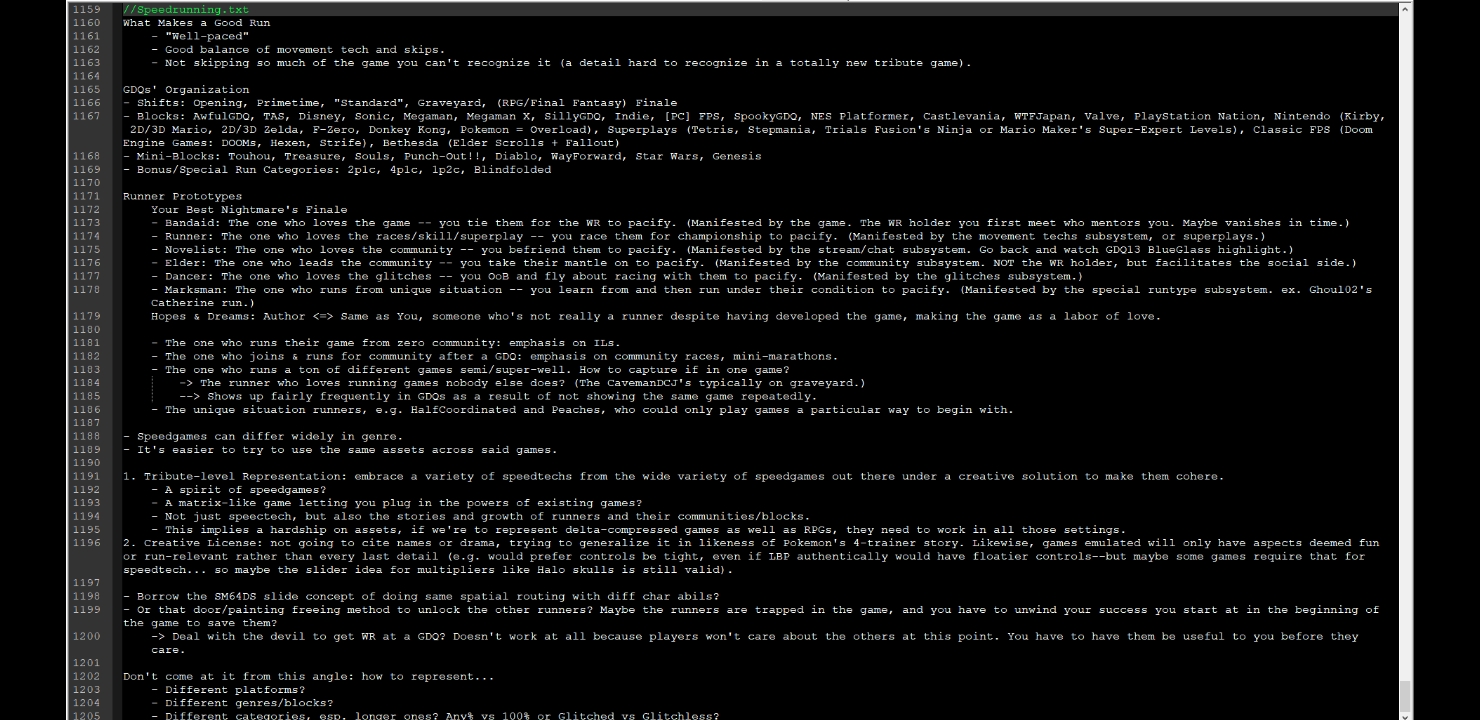 1159 //Speedrunning.txt
1160 What Makes a Good Run
1161 - "Well-paced"
1162 - Good balance of movement tech and skips.
1163 - Not skipping so much of the game you can't recognize it (a detail hard to recognize in a totally new tribute game).
1164
1165 GDQs' Organization
1166 - Shifts: Opening, Primetime, "Standard", Graveyard, (RPG/Final Fantasy) Finale
1167 - Blocks: AwfulGDQ, TAS, Disney, Sonic, Megaman, Megaman X, SillyGDQ, Indie, [PC] FPS, SpookyGDQ, NES Platformer, Castlevania, WTFJapan, Valve, PlayStation Nation, Nintendo (Kirby,
2D/3D Mario, 2D/3D Zelda, F-Zero, Donkey Kong, Pokemon = Overload), Superplays (Tetris, Stepmania, Trials Fusion's Ninja or Mario Maker's Super-Expert Levels), Classic FPS (Doom
Engine Games: DOOMs, Hexen, Strife), Bethesda (Elder Scrolls + Fallout)
1168 - Mini-Blocks: Touhou, Treasure, Souls, Punch-Out!!, Diablo, WayForward, Star Wars, Genesis
1169 - Bonus/Special Run Categories: 2p1c, 4p1c, 1p2c, Blindfolded
1170
1171 Runner Prototypes
1172 Your Best Nightmare's Finale
1173 - Bandaid: The one who loves the game -- you tie them for the WR to pacify. (Manifested by the game. The WR holder you first meet who mentors you. Maybe vanishes in time.)
1174 - Runner: The one who loves the races/skill/superplay -- you race them for championship to pacify. (Manifested by the movement techs subsystem, or superplays.)
1175 - Novelist: The one who loves the community -- you befriend them to pacify. (Manifested by the stream/chat subsystem. Go back and watch GDQ13 BlueGlass highlight.)
1176 - Elder: The one who leads the community -- you take their mantle on to pacify. (Manifested by the community subsystem. NOT the WR holder, but facilitates the social side.)
1177 - Dancer: The one who loves the glitches -- you OoB and fly about racing with them to pacify. (Manifested by the glitches subsystem.)
1178 - Marksman: The one who runs from unique situation -- you learn from and then run under their condition to pacify. (Manifested by the special runtype subsystem. ex. Ghoul02's
Catherine run.)
1179 Hopes & Dreams: Author <=> Same as You, someone who's not really a runner despite having developed the game, making the game as a labor of love.
1180
1181 - The one who runs their game from zero community: emphasis on ILs.
1182 - The one who joins & runs for community after a GDQ: emphasis on community races, mini-marathons.
1183 - The one who runs a ton of different games semi/super-well. How to capture if in one game?
1184 -> The runner who loves running games nobody else does? (The CavemanDCJ's typically on graveyard.)
1185 --> Shows up fairly frequently in GDQs as a result of not showing the same game repeatedly.
1186 - The unique situation runners, e.g. HalfCoordinated and Peaches, who could only play games a particular way to begin with.
1187
1188 - Speedgames can differ widely in genre.
1189 - It's easier to try to use the same assets across said games.
1190
1191 1. Tribute-level Representation: embrace a variety of speedtechs from the wide variety of speedgames out there under a creative solution to make them cohere.
1192 - A spirit of speedgames?
1193 - A matrix-like game letting you plug in the powers of existing games?
1194 - Not just speectech, but also the stories and growth of runners and their communities/blocks.
1195 - This implies a hardship on assets, if we're to represent delta-compressed games as well as RPGs, they need to work in all those settings.
1196 2. Creative License: not going to cite names or drama, trying to generalize it in likeness of Pokemon's 4-trainer story. Likewise, games emulated will only have aspects deemed fun
or run-relevant rather than every last detail (e.g. would prefer controls be tight, even if LBP authentically would have floatier controls--but maybe some games require that for
speedtech... so maybe the slider idea for multipliers like Halo skulls is still valid).
1197
1198 - Borrow the SM64DS slide concept of doing same spatial routing with diff char abils?
1199 - Or that door/painting freeing method to unlock the other runners? Maybe the runners are trapped in the game, and you have to unwind your success you start at in the beginning of
the game to save them?
1200 -> Deal with the devil to get WR at a GDQ? Doesn't work at all because players won't care about the others at this point. You have to have them be useful to you before they
care.
1201
1202 Don't come at it from this angle: how to represent...
1203 - Different platforms?
1204 - Different genres/blocks?
1205 - Different categories, esp. longer ones? Any% vs 100% or Glitched vs Glitchless?